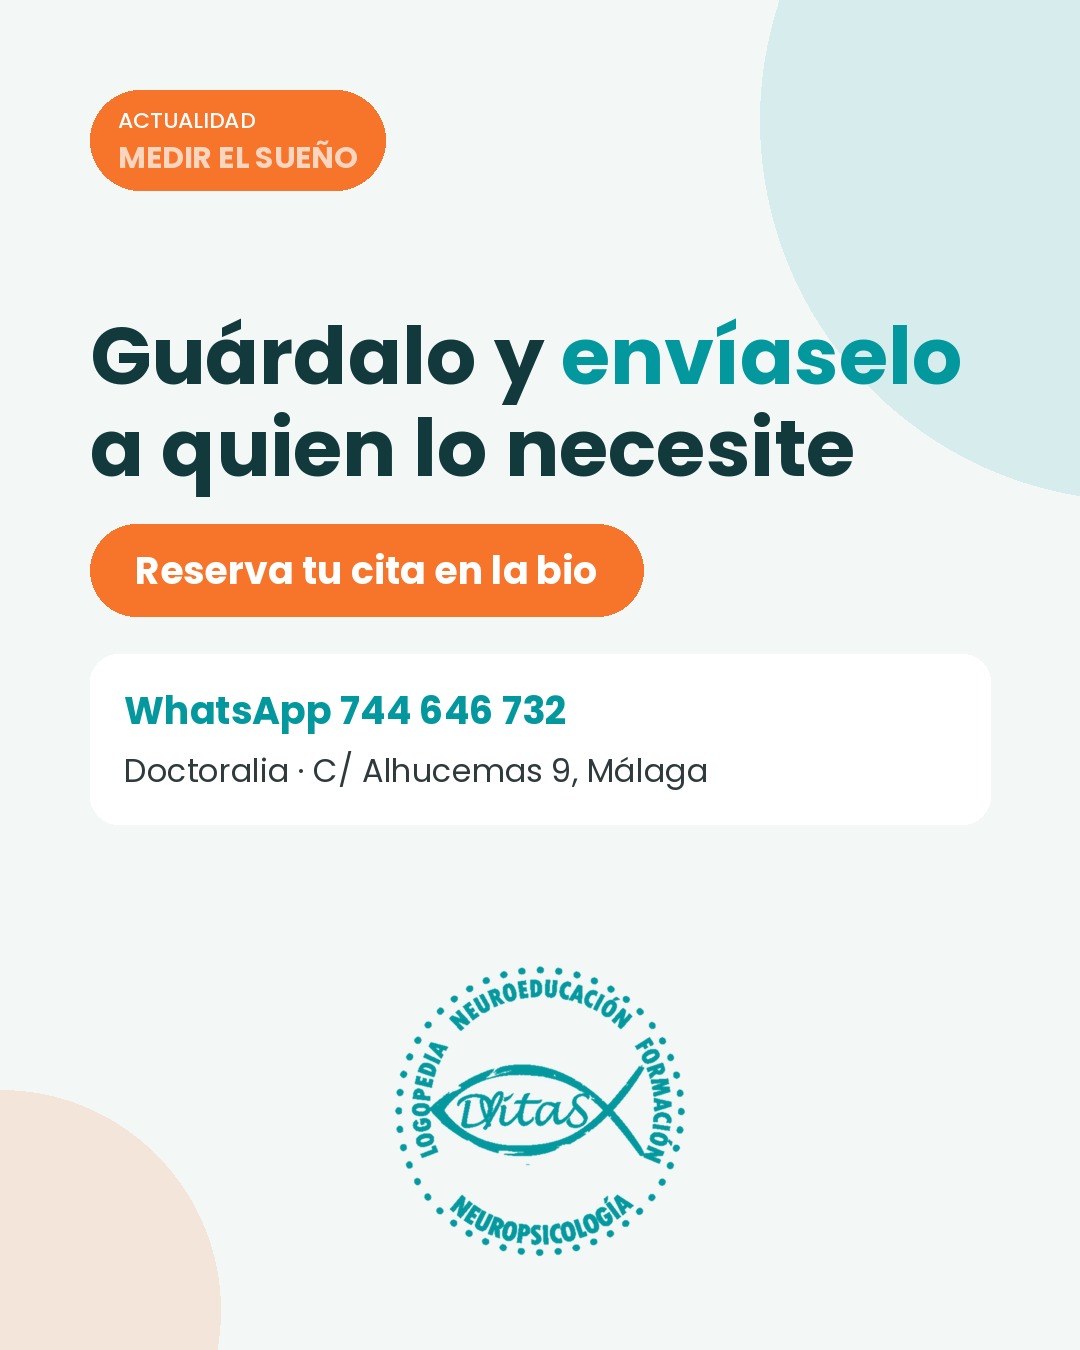 ACTUALIDAD
MEDIR EL SUEÑO
Guárdalo y envíaselo
a quien lo necesite
Reserva tu cita en la bio
WhatsApp 744 646 732
Doctoralia · C/ Alhucemas 9, Málaga
LOGOPEDIA NEUROEDUCACIÓN FORMACIÓN
DVitaS
NEUROPSICOLOGÍA